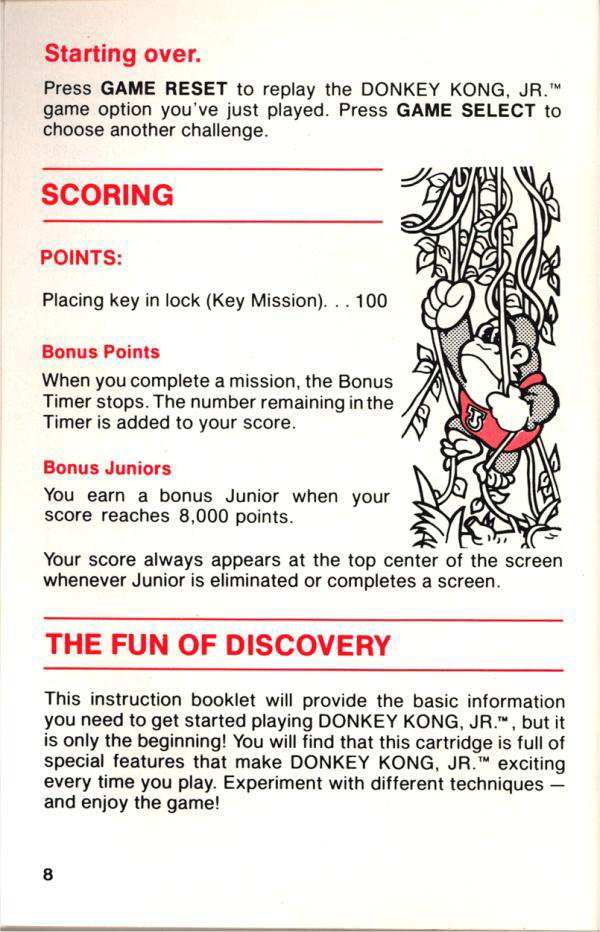 Starting over.
Press GAME RESET to replay the DONKEY KONG, JR.™
game option you've just played. Press GAME SELECT to
choose another challenge.
SCORING
POINTS:
Placing key in lock (Key Mission). . . 100
Bonus Points
When you complete a mission, the Bonus
Timer stops. The number remaining in the
Timer is added to your score.
Bonus Juniors
You earn a bonus Junior when your
score reaches 8,000 points.
J
Your score always appears at the top center of the screen
whenever Junior is eliminated or completes a screen.
THE FUN OF DISCOVERY
This instruction booklet will provide the basic information
you need to get started playing DONKEY KONG, JR.™, but it
is only the beginning! You will find that this cartridge is full of
special features that make DONKEY KONG, JR.™ exciting
every time you play. Experiment with different techniques —
and enjoy the game!
8